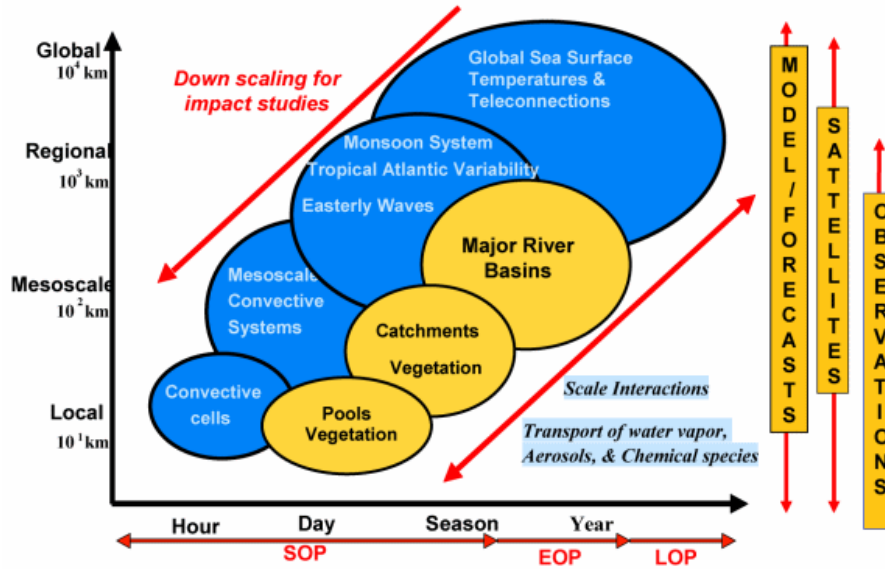 Global
10⁴ km
Regional
10³ km
Mesoscale
10² km
Local
10¹ km
Down scaling for
impact studies
Global Sea Surface
Temperatures &
Teleconnections
Monsoon System
Tropical Atlantic Variability
Easterly Waves
Major River
Basins
Mesoscale
Convective
Systems
Catchments
Vegetation
Convective
cells
Pools
Vegetation
Scale Interactions
Transport of water vapor,
Aerosols, & Chemical species
Hour Day Season Year
SOP EOP LOP
MODEL/FORECASTS
SATTELLITES
OBSERVATIONS